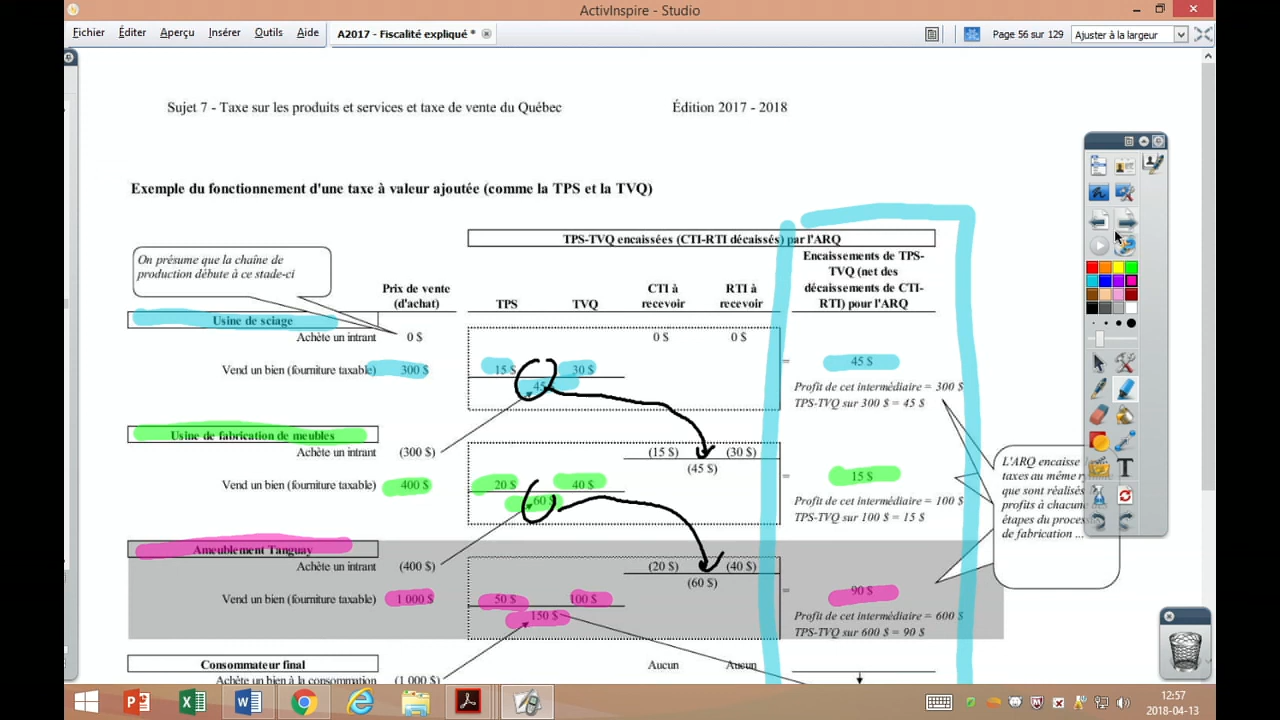 ActivInspire - Studio
Fichier Éditer Aperçu Insérer Outils Aide A2017 - Fiscalité expliqué * Page 56 sur 129 Ajuster à la largeur
Sujet 7 - Taxe sur les produits et services et taxe de vente du Québec Édition 2017 - 2018
Exemple du fonctionnement d'une taxe à valeur ajoutée (comme la TPS et la TVQ)
TPS-TVQ encaissées (CTI-RTI décaissés) par l'ARQ
On présume que la chaîne de
production débute à ce stade-ci
Prix de vente
(d'achat)
TPS TVQ
CTI à
recevoir
RTI à
recevoir
Encaissements de TPS-
TVQ (net des
décaissements de CTI-
RTI) pour l'ARQ
Usine de sciage
Achète un intrant 0 $ 0 $ 0 $
Vend un bien (fourniture taxable) 300 $ 15 $ 30 $ = 45 $
45
Profit de cet intermédiaire = 300 $
TPS-TVQ sur 300 $ = 45 $
Usine de fabrication de meubles
Achète un intrant (300 $) (15 $) (30 $)
(45 $)
Vend un bien (fourniture taxable) 400 $ 20 $ 40 $ = 15 $
60 $
Profit de cet intermédiaire = 100 $
TPS-TVQ sur 100 $ = 15 $
L'ARQ encaisse
taxes au même
que sont réalisés
profits à chacune
étapes du process
de fabrication ...
Ameublement Tanguay
Achète un intrant (400 $) (20 $) (40 $)
(60 $)
Vend un bien (fourniture taxable) 1 000 $ 50 $ 100 $ = 90 $
150 $
Profit de cet intermédiaire = 600 $
TPS-TVQ sur 600 $ = 90 $
Consommateur final Aucun Aucun
Achète un bien à la consommation (1 000 $)
12:57
2018-04-13